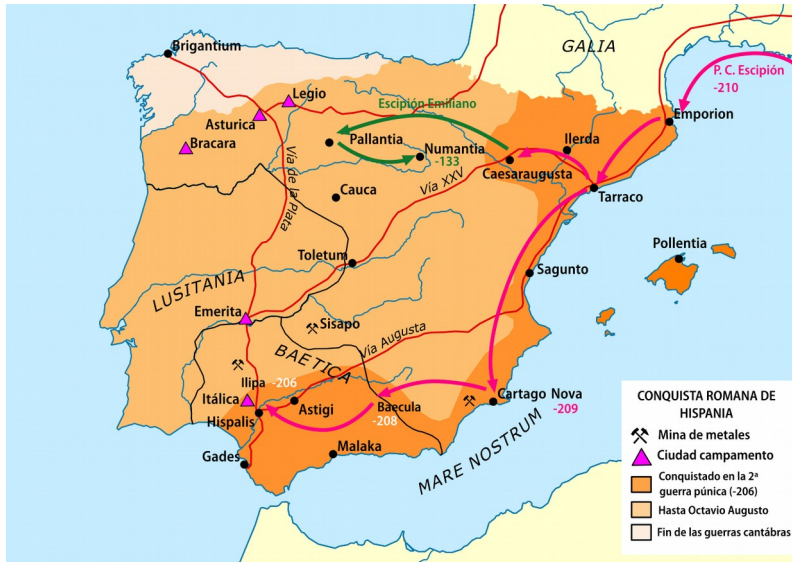 Brigantium
GALIA
P. C. Escipión
-210
Legio
Escipión Emiliano
Asturica
Emporion
Bracara
Pallantia
Numantia
-133
Ilerda
Caesaraugusta
Vía de la Plata
Cauca
Vía XXV
Tarraco
Pollentia
Toletum
LUSITANIA
Sagunto
Emerita
Sisapo
Vía Augusta
BAETICA
Ilipa -206
Itálica
Hispalis
Astigi
Baecula
-208
Cartago Nova
-209
Gades
Malaka
MARE NOSTRUM
CONQUISTA ROMANA DE
HISPANIA
Mina de metales
Ciudad campamento
Conquistado en la 2ª
guerra púnica (-206)
Hasta Octavio Augusto
Fin de las guerras cantábras